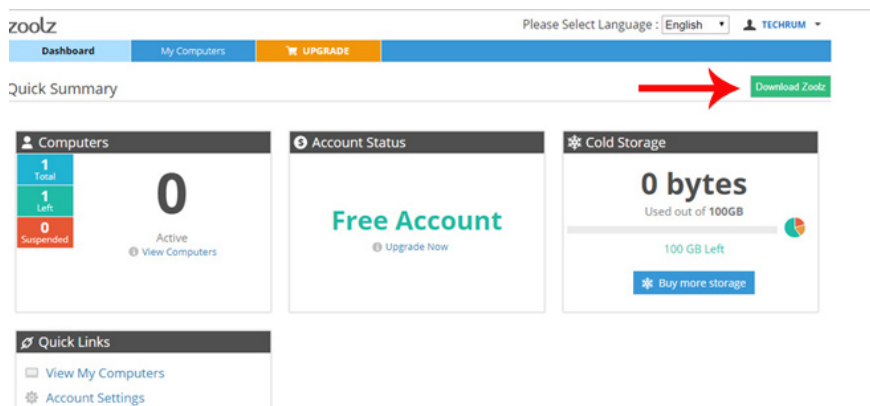 zoolz
Please Select Language : English TECHRUM
Dashboard My Computers UPGRADE
Quick Summary
Download Zoolz
Computers
1
Total
1
Left
0
Suspended
0
Active
View Computers
Account Status
Free Account
Upgrade Now
Cold Storage
0 bytes
Used out of 100GB
100 GB Left
Buy more storage
Quick Links
View My Computers
Account Settings